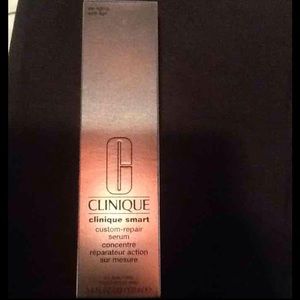 C
CLINIQUE
clinique smart
custom-repair
serum
concentré
réparateur action
sur mesure